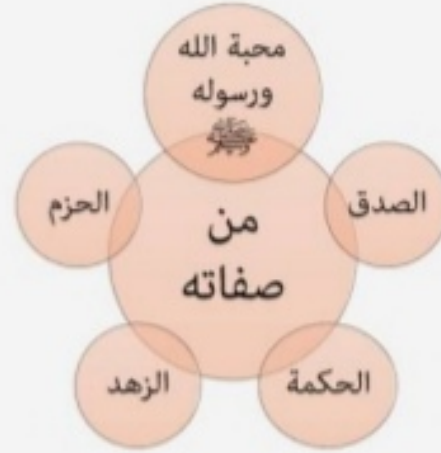 محبة الله
ورسوله
ﷺ
من
صفاته
الصدق
الحكمة
الزهد
الحزم